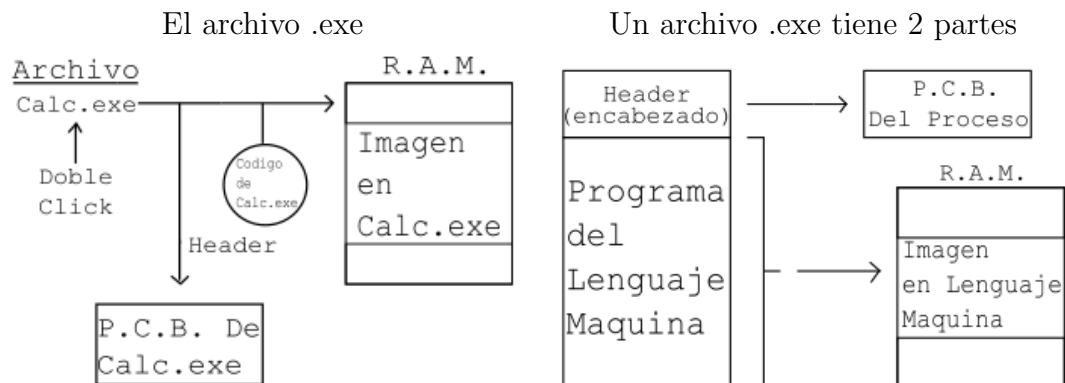 El archivo .exe
Archivo
Calc.exe
Doble
Click
Header
Codigo
de
Calc.exe
R.A.M.
Imagen
en
Calc.exe
P.C.B. De
Calc.exe
Un archivo .exe tiene 2 partes
Header
(encabezado)
Programa
del
Lenguaje
Maquina
P.C.B.
Del Proceso
R.A.M.
Imagen
en Lenguaje
Maquina